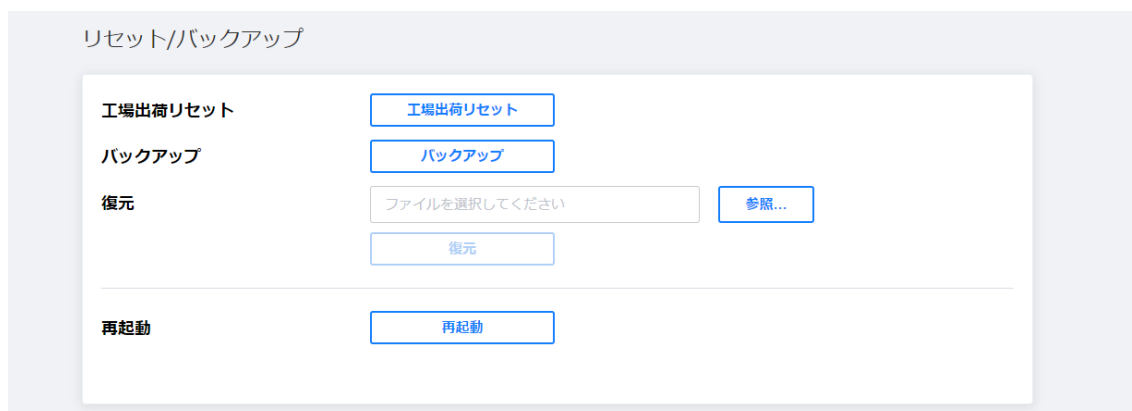 リセット/バックアップ
工場出荷リセット 工場出荷リセット
バックアップ バックアップ
復元 ファイルを選択してください 参照...
復元
再起動 再起動